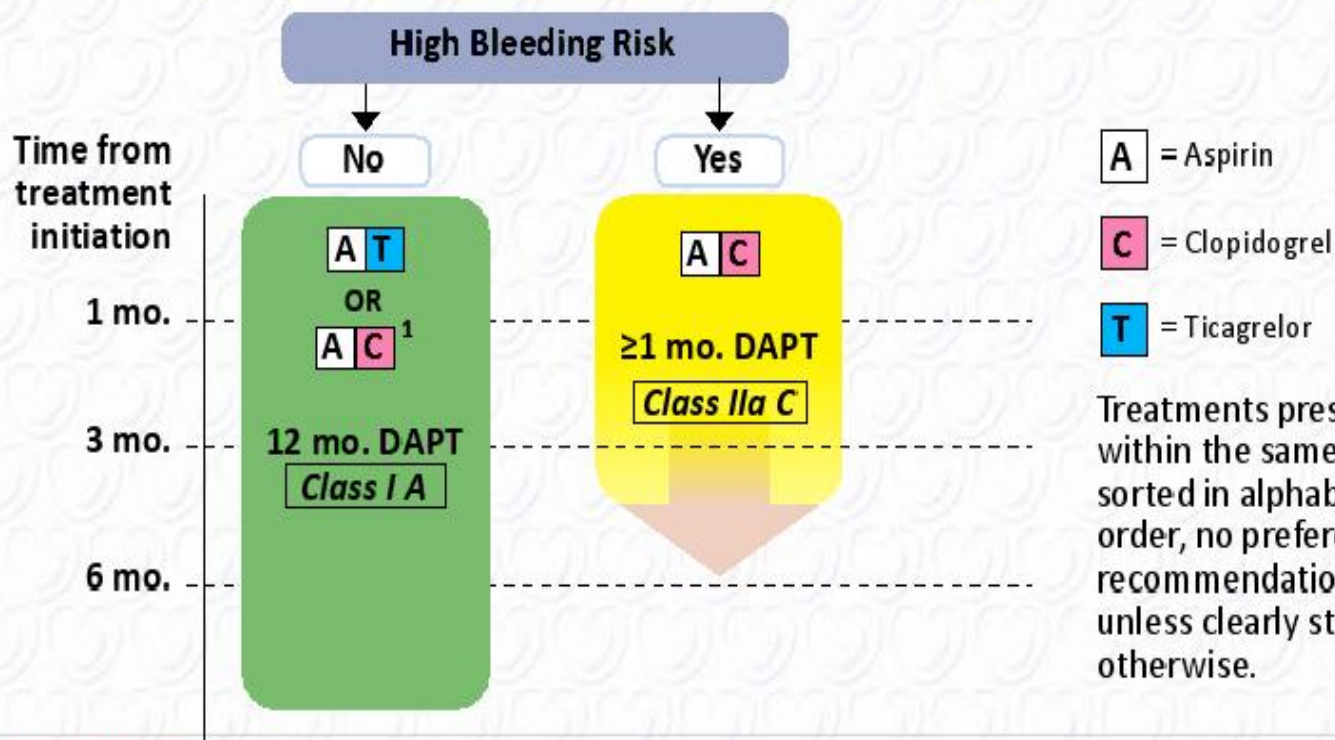 High Bleeding Risk
No
Yes
Time from
treatment
initiation
A T
OR
A C 1
12 mo. DAPT
Class I A
A C
≥1 mo. DAPT
Class IIa C
1 mo.
3 mo.
6 mo.
A = Aspirin
C = Clopidogrel
T = Ticagrelor
Treatments pres
within the same
sorted in alphab
order, no prefer
recommendatio
unless clearly st
otherwise.